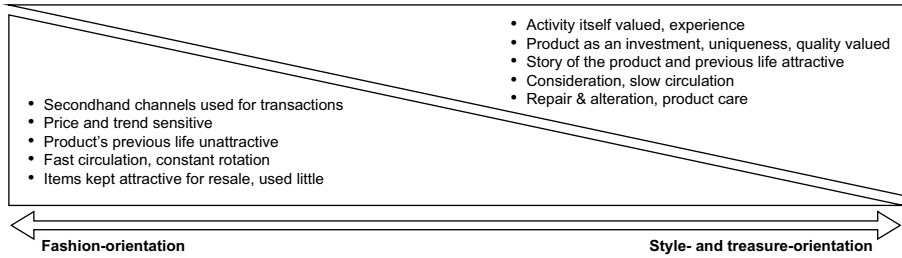 • Activity itself valued, experience
• Product as an investment, uniqueness, quality valued
• Story of the product and previous life attractive
• Consideration, slow circulation
• Repair & alteration, product care
• Secondhand channels used for transactions
• Price and trend sensitive
• Product's previous life unattractive
• Fast circulation, constant rotation
• Items kept attractive for resale, used little
Fashion-orientation
Style- and treasure-orientation